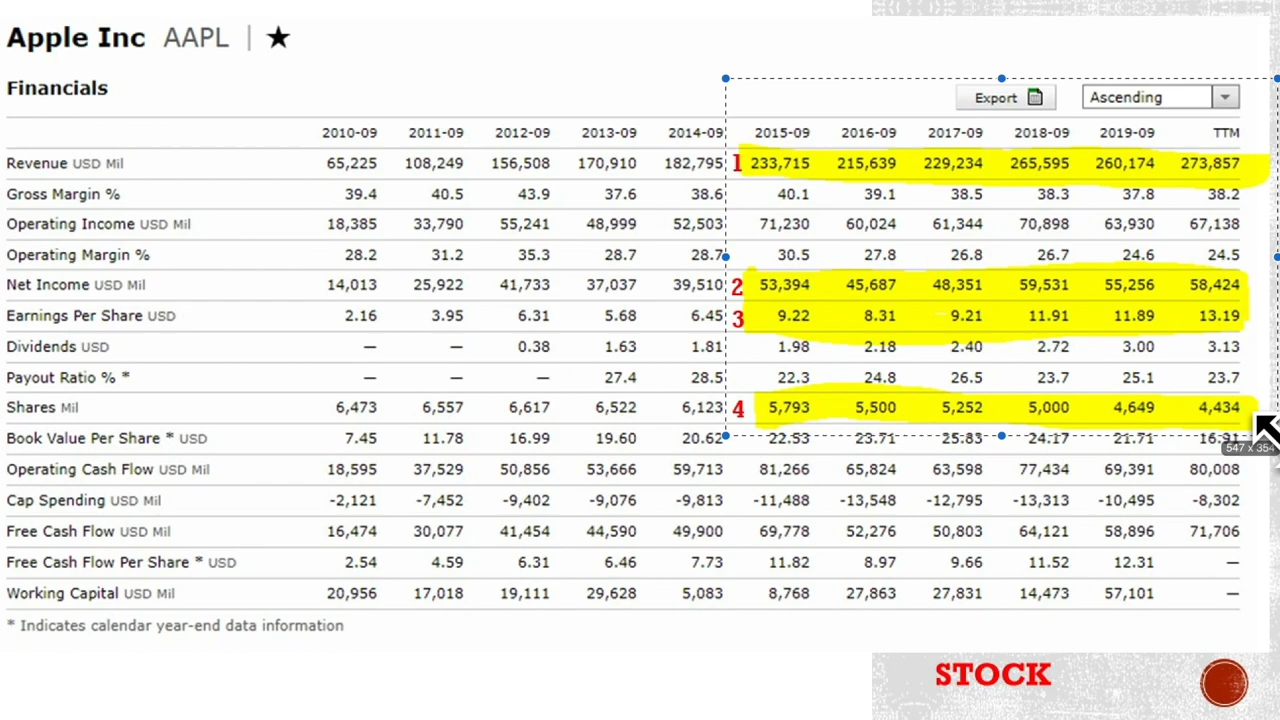 Apple Inc AAPL | ★
Financials
Export Ascending
2010-09 2011-09 2012-09 2013-09 2014-09 2015-09 2016-09 2017-09 2018-09 2019-09 TTM
Revenue USD Mil 65,225 108,249 156,508 170,910 182,795 1 233,715 215,639 229,234 265,595 260,174 273,857
Gross Margin % 39.4 40.5 43.9 37.6 38.6 40.1 39.1 38.5 38.3 37.8 38.2
Operating Income USD Mil 18,385 33,790 55,241 48,999 52,503 71,230 60,024 61,344 70,898 63,930 67,138
Operating Margin % 28.2 31.2 35.3 28.7 28.7 30.5 27.8 26.8 26.7 24.6 24.5
Net Income USD Mil 14,013 25,922 41,733 37,037 39,510 2 53,394 45,687 48,351 59,531 55,256 58,424
Earnings Per Share USD 2.16 3.95 6.31 5.68 6.45 3 9.22 8.31 9.21 11.91 11.89 13.19
Dividends USD — — 0.38 1.63 1.81 1.98 2.18 2.40 2.72 3.00 3.13
Payout Ratio % * — — — 27.4 28.5 22.3 24.8 26.5 23.7 25.1 23.7
Shares Mil 6,473 6,557 6,617 6,522 6,123 4 5,793 5,500 5,252 5,000 4,649 4,434
Book Value Per Share * USD 7.45 11.78 16.99 19.60 20.62 22.53 23.71 25.83 24.17 21.71 16.91
547 x 354
Operating Cash Flow USD Mil 18,595 37,529 50,856 53,666 59,713 81,266 65,824 63,598 77,434 69,391 80,008
Cap Spending USD Mil -2,121 -7,452 -9,402 -9,076 -9,813 -11,488 -13,548 -12,795 -13,313 -10,495 -8,302
Free Cash Flow USD Mil 16,474 30,077 41,454 44,590 49,900 69,778 52,276 50,803 64,121 58,896 71,706
Free Cash Flow Per Share * USD 2.54 4.59 6.31 6.46 7.73 11.82 8.97 9.66 11.52 12.31 —
Working Capital USD Mil 20,956 17,018 19,111 29,628 5,083 8,768 27,863 27,831 14,473 57,101 —
* Indicates calendar year-end data information
STOCK